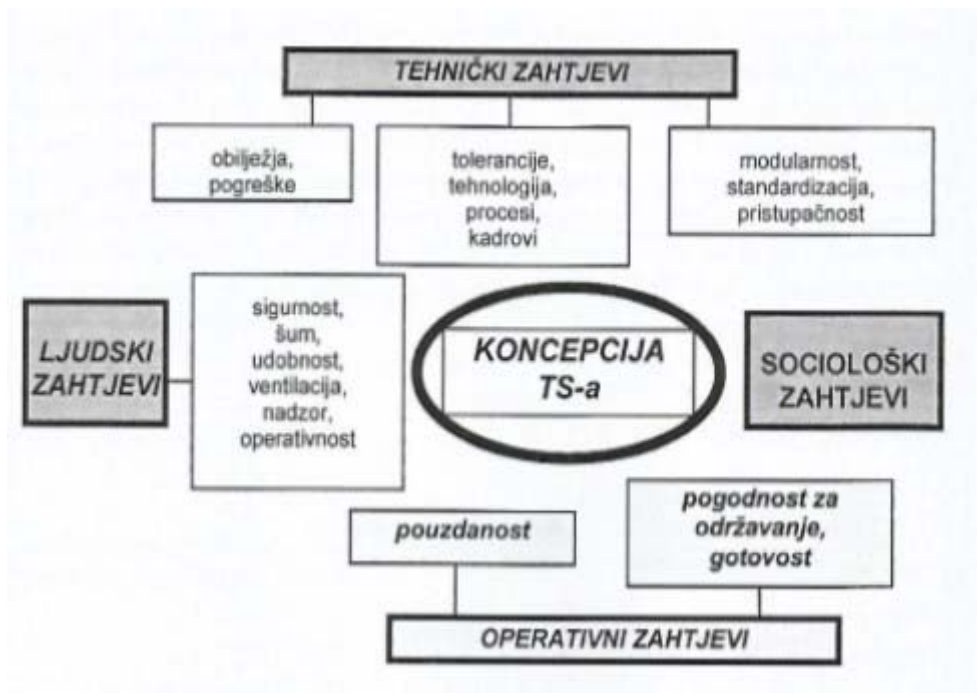 TEHNIČKI ZAHTJEVI
obilježja,
pogreške
tolerancije,
tehnologija,
procesi,
kadrovi
modularnost,
standardizacija,
pristupačnost
LJUDSKI
ZAHTJEVI
sigurnost,
šum,
udobnost,
ventilacija,
nadzor,
operativnost
KONCEPCIJA
TS-a
SOCIOLOŠKI
ZAHTJEVI
pouzdanost
pogodnost za
održavanje,
gotovost
OPERATIVNI ZAHTJEVI